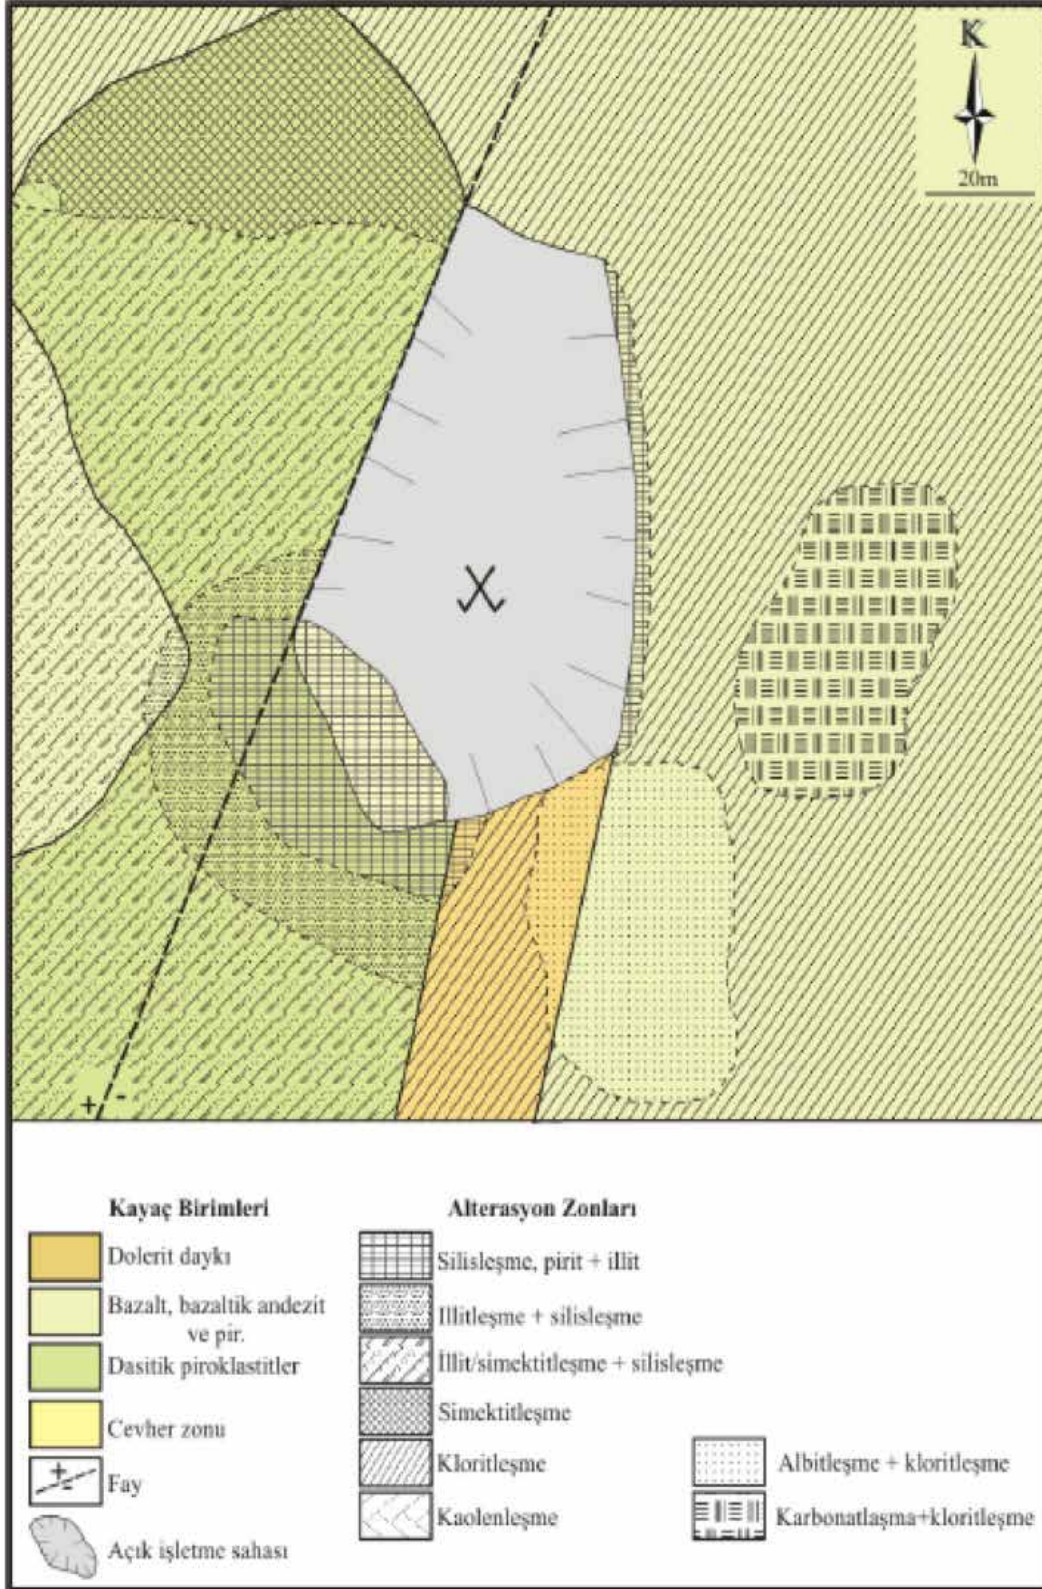 K
20m
+ -
Kayaç Birimleri
Dolerit daykı
Bazalt, bazaltik andezit
ve pir.
Dasitik piroklastitler
Cevher zonu
+
-
Fay
Açık işletme sahası
Alterasyon Zonları
Silisleşme, pirit + illit
Illitleşme + silisleşme
İllit/simektitleşme + silisleşme
Simektitleşme
Kloritleşme
Kaolenleşme
Albitleşme + kloritleşme
Karbonatlaşma+kloritleşme